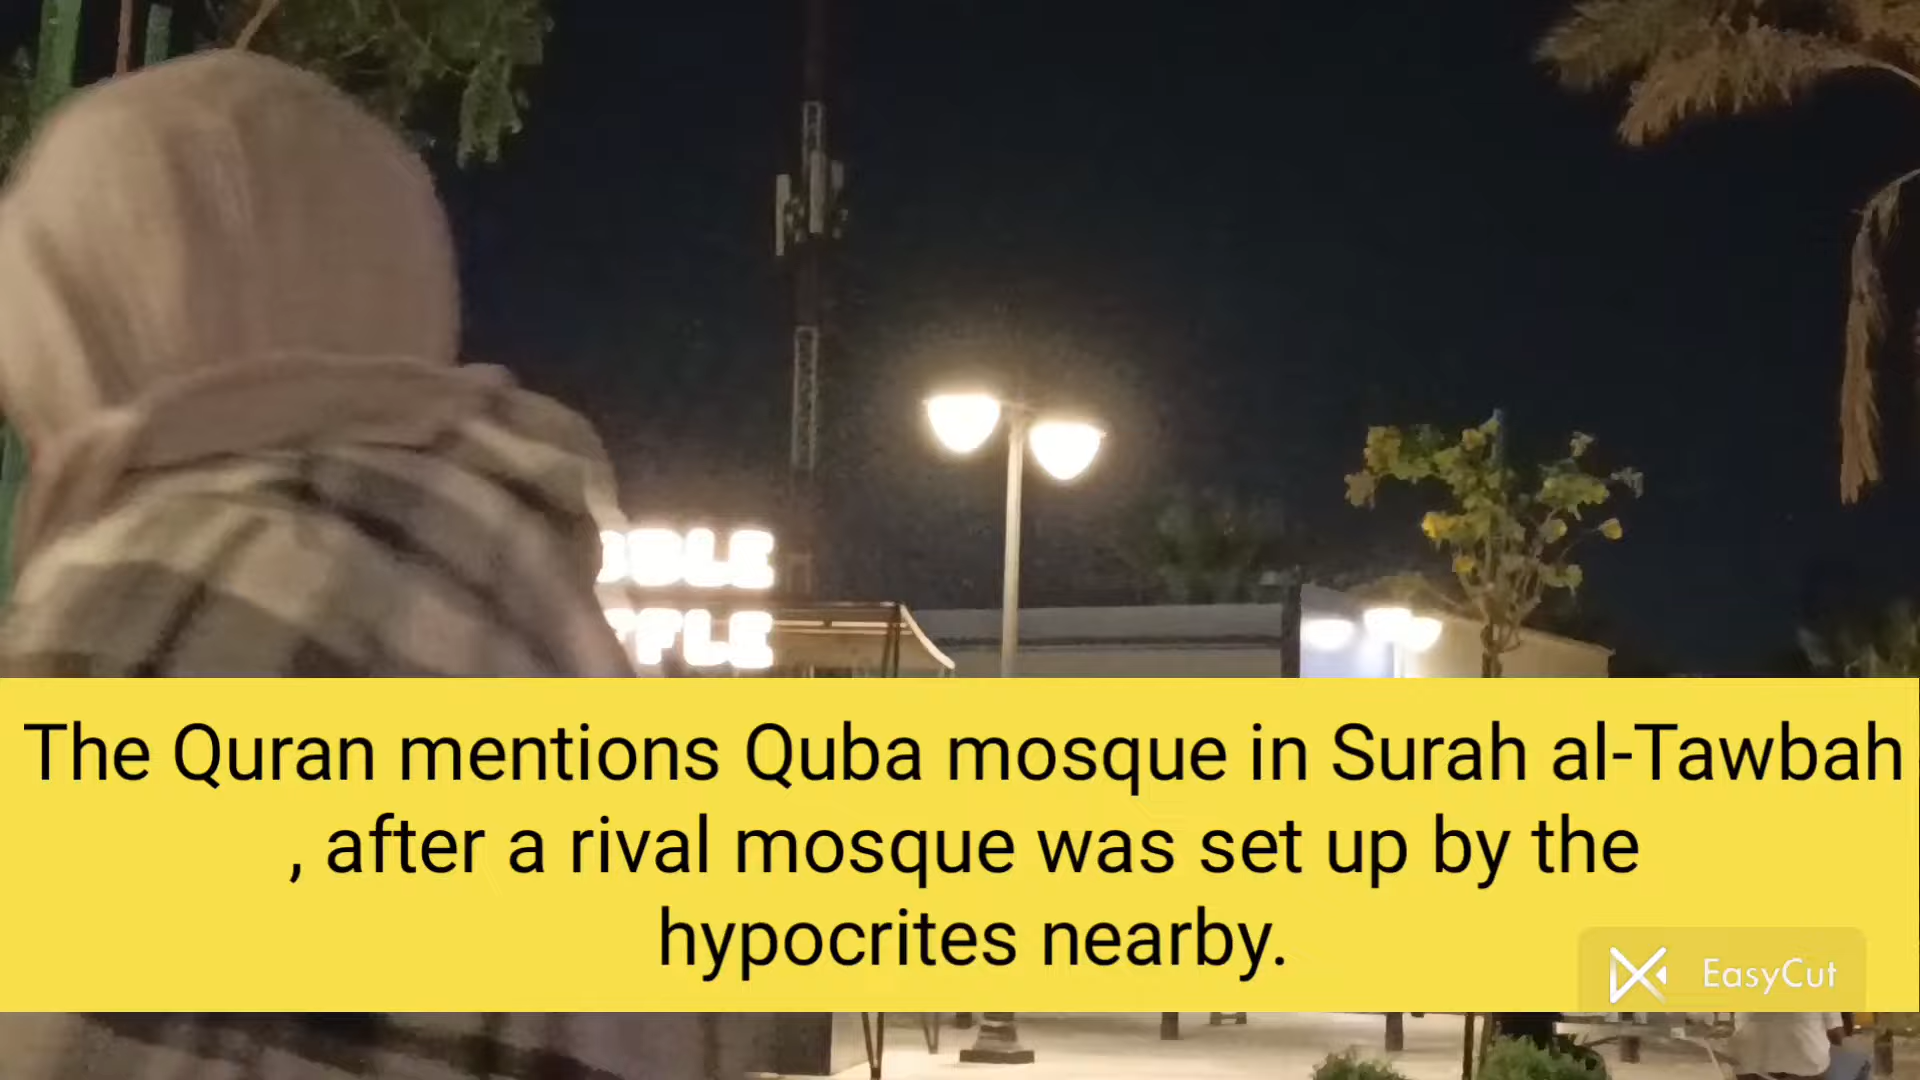 The Quran mentions Quba mosque in Surah al-Tawbah
, after a rival mosque was set up by the
hypocrites nearby.
EasyCut